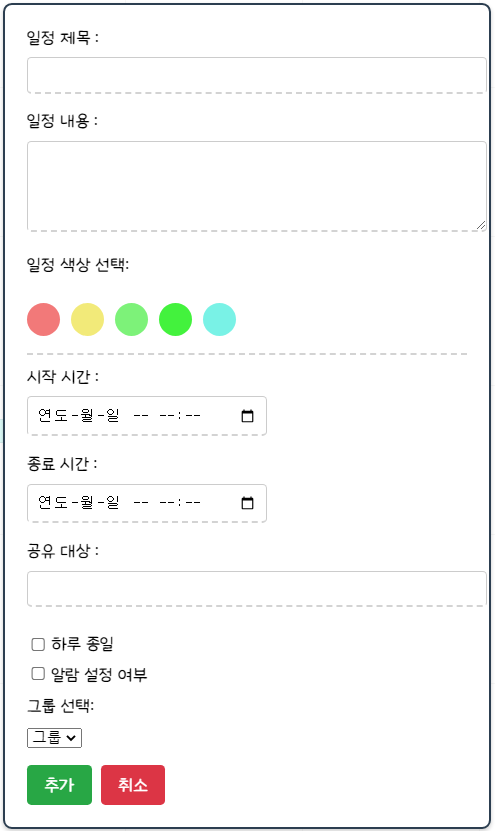 일정 제목 :
일정 내용 :
일정 색상 선택:
시작 시간 :
연도-월-일 -- --:--
종료 시간 :
연도-월-일 -- --:--
공유 대상 :
하루 종일
알람 설정 여부
그룹 선택:
그룹
추가 취소